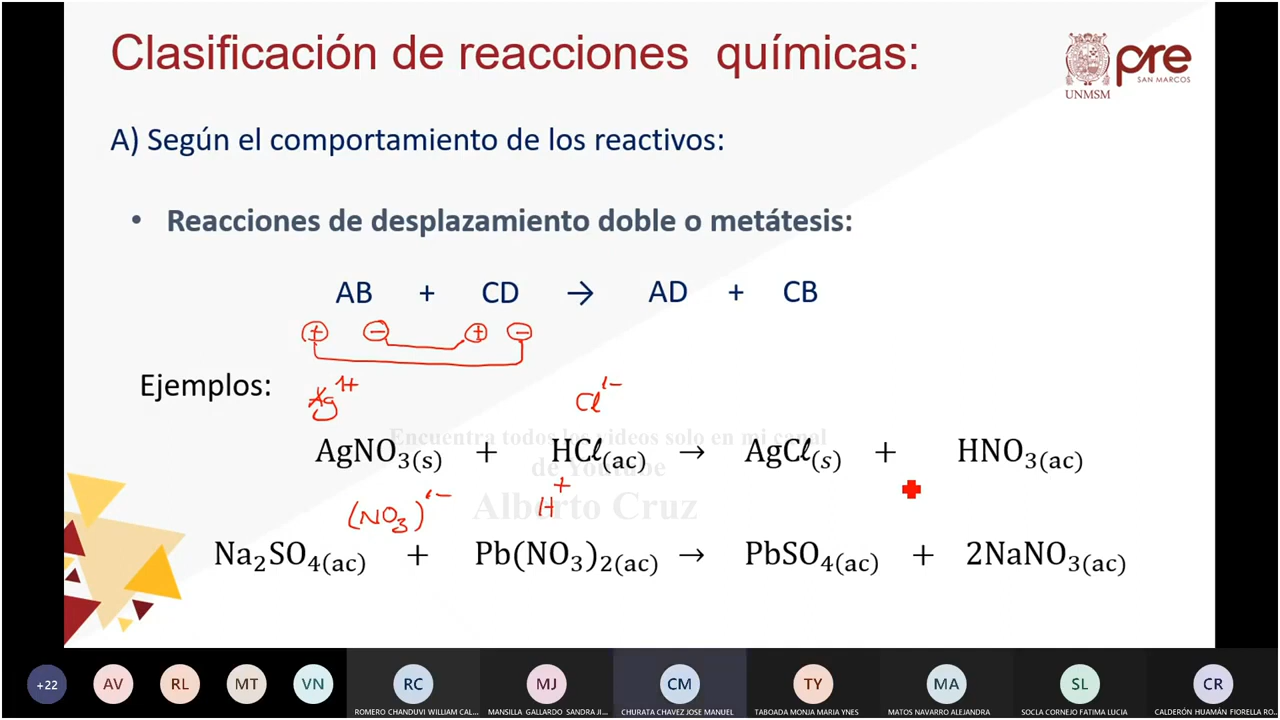 Clasificación de reacciones químicas:
pre
SAN MARCOS
UNMSM
A) Según el comportamiento de los reactivos:
• Reacciones de desplazamiento doble o metátesis:
AB + CD → AD + CB
+ − + −
Ejemplos:
Ag¹⁺ Cl¹⁻
Encuentra todos los videos solo en mi canal
de Youtube
Alberto Cruz
AgNO₃(s) + HCℓ(ac) → AgCℓ(s) + HNO₃(ac)
(NO₃)¹⁻ H⁺
Na₂SO₄(ac) + Pb(NO₃)₂(ac) → PbSO₄(ac) + 2NaNO₃(ac)
+22 AV RL MT VN RC MJ CM TY MA SL CR
ROMERO CHANDUVI WILLIAM CAL... MANSILLA GALLARDO SANDRA JI... CHURATA CHAVEZ JOSE MANUEL TABOADA MONJA MARIA YNES MATOS NAVARRO ALEJANDRA SOCLA CORNEJO FATIMA LUCIA CALDERÓN HUAMÁN FIORELLA RO...